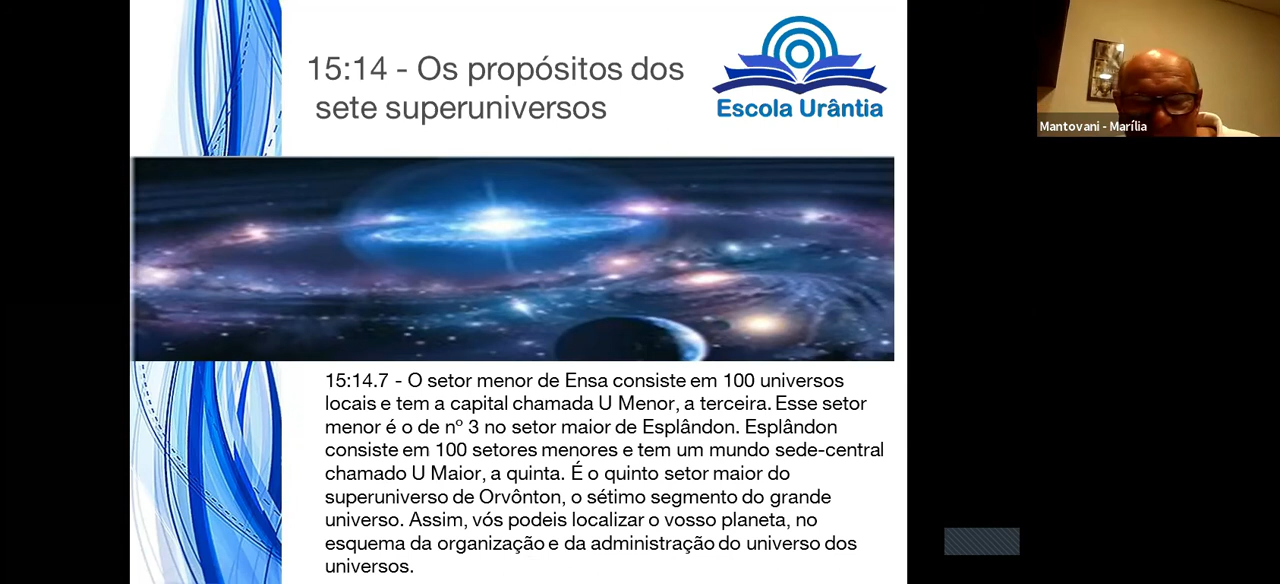 15:14 - Os propósitos dos
sete superuniversos
Escola Urântia
Mantovani - Marília
15:14.7 - O setor menor de Ensa consiste em 100 universos
locais e tem a capital chamada U Menor, a terceira. Esse setor
menor é o de nº 3 no setor maior de Esplândon. Esplândon
consiste em 100 setores menores e tem um mundo sede-central
chamado U Maior, a quinta. É o quinto setor maior do
superuniverso de Orvônton, o sétimo segmento do grande
universo. Assim, vós podeis localizar o vosso planeta, no
esquema da organização e da administração do universo dos
universos.